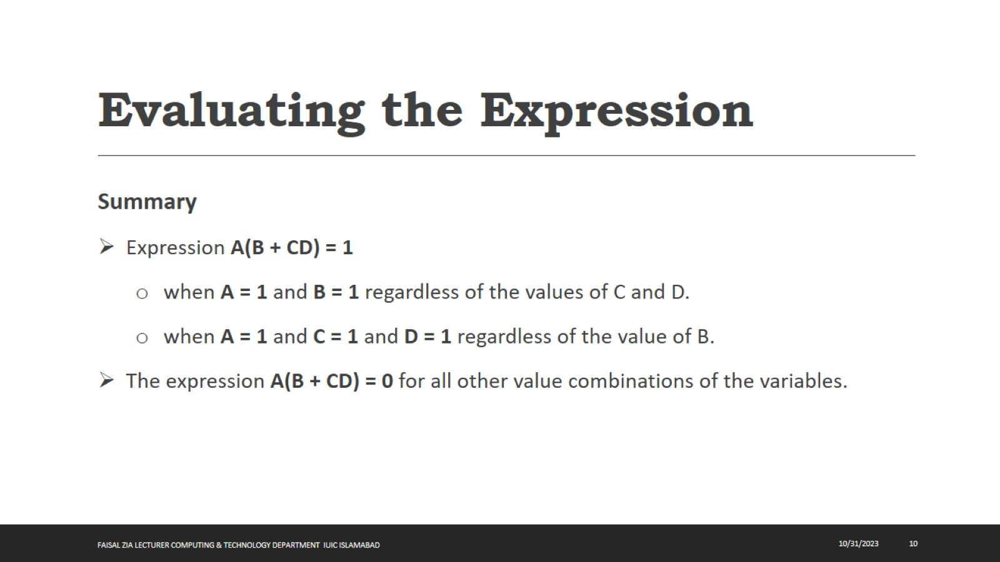 Evaluating the Expression
Summary
➢ Expression A(B + CD) = 1
o when A = 1 and B = 1 regardless of the values of C and D.
o when A = 1 and C = 1 and D = 1 regardless of the value of B.
➢ The expression A(B + CD) = 0 for all other value combinations of the variables.
FAISAL ZIA LECTURER COMPUTING & TECHNOLOGY DEPARTMENT IUIC ISLAMABAD
10/31/2023
10